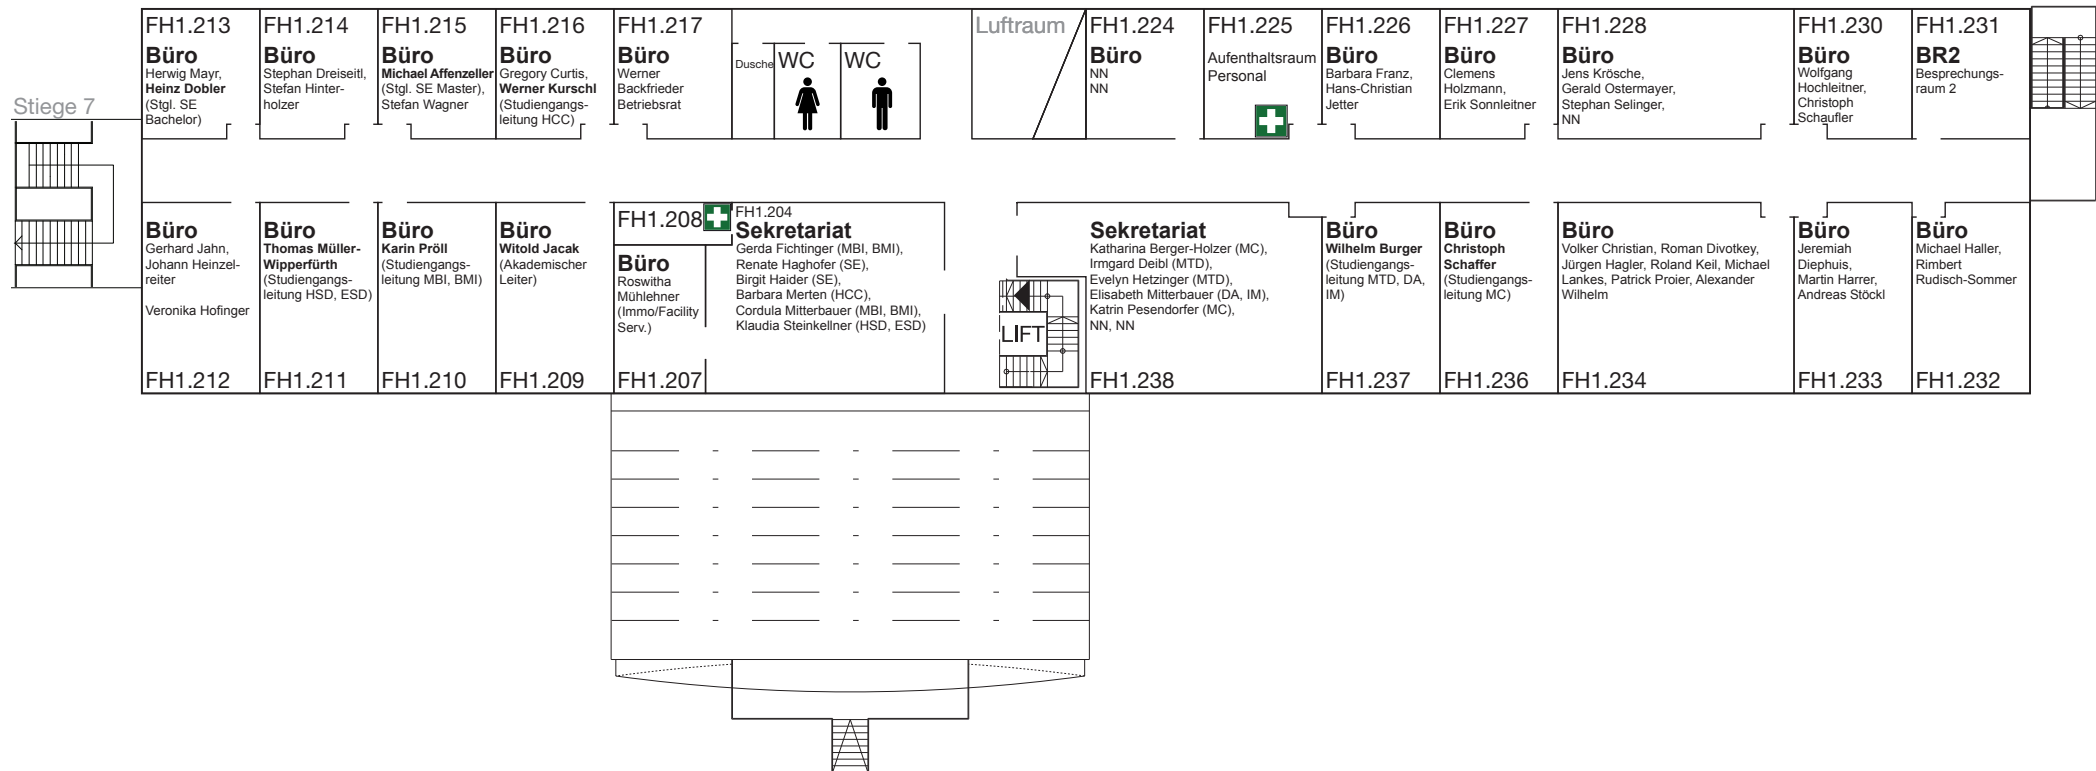 Stiege 7
FH1.213
Büro
Herwig Mayr,
Heinz Dobler
(Stgl. SE
Bachelor)
FH1.214
Büro
Stephan Dreiseitl,
Stefan Hinter-
holzer
FH1.215
Büro
Michael Affenzeller
(Stgl. SE Master),
Stefan Wagner
FH1.216
Büro
Gregory Curtis,
Werner Kurschl
(Studiengangs-
leitung HCC)
FH1.217
Büro
Werner
Backfrieder
Betriebsrat
Dusche
WC
WC
Luftraum
FH1.224
Büro
NN
NN
FH1.225
Aufenthaltsraum
Personal
FH1.226
Büro
Barbara Franz,
Hans-Christian
Jetter
FH1.227
Büro
Clemens
Holzmann,
Erik Sonnleitner
FH1.228
Büro
Jens Krösche,
Gerald Ostermayer,
Stephan Selinger,
NN
FH1.230
Büro
Wolfgang
Hochleitner,
Christoph
Schaufler
FH1.231
BR2
Besprechungs-
raum 2
Büro
Gerhard Jahn,
Johann Heinzel-
reiter
Veronika Hofinger
FH1.212
Büro
Thomas Müller-
Wipperfürth
(Studiengangs-
leitung HSD, ESD)
FH1.211
Büro
Karin Pröll
(Studiengangs-
leitung MBI, BMI)
FH1.210
Büro
Witold Jacak
(Akademischer
Leiter)
FH1.209
FH1.208
Büro
Roswitha
Mühlehner
(Immo/Facility
Serv.)
FH1.207
FH1.204
Sekretariat
Gerda Fichtinger (MBI, BMI),
Renate Haghofer (SE),
Birgit Haider (SE),
Barbara Merten (HCC),
Cordula Mitterbauer (MBI, BMI),
Klaudia Steinkellner (HSD, ESD)
LIFT
Sekretariat
Katharina Berger-Holzer (MC),
Irmgard Deibl (MTD),
Evelyn Hetzinger (MTD),
Elisabeth Mitterbauer (DA, IM),
Katrin Pesendorfer (MC),
NN, NN
FH1.238
Büro
Wilhelm Burger
(Studiengangs-
leitung MTD, DA,
IM)
FH1.237
Büro
Christoph
Schaffer
(Studiengangs-
leitung MC)
FH1.236
Büro
Volker Christian, Roman Divotkey,
Jürgen Hagler, Roland Keil, Michael
Lankes, Patrick Proier, Alexander
Wilhelm
FH1.234
Büro
Jeremiah
Diephuis,
Martin Harrer,
Andreas Stöckl
FH1.233
Büro
Michael Haller,
Rimbert
Rudisch-Sommer
FH1.232